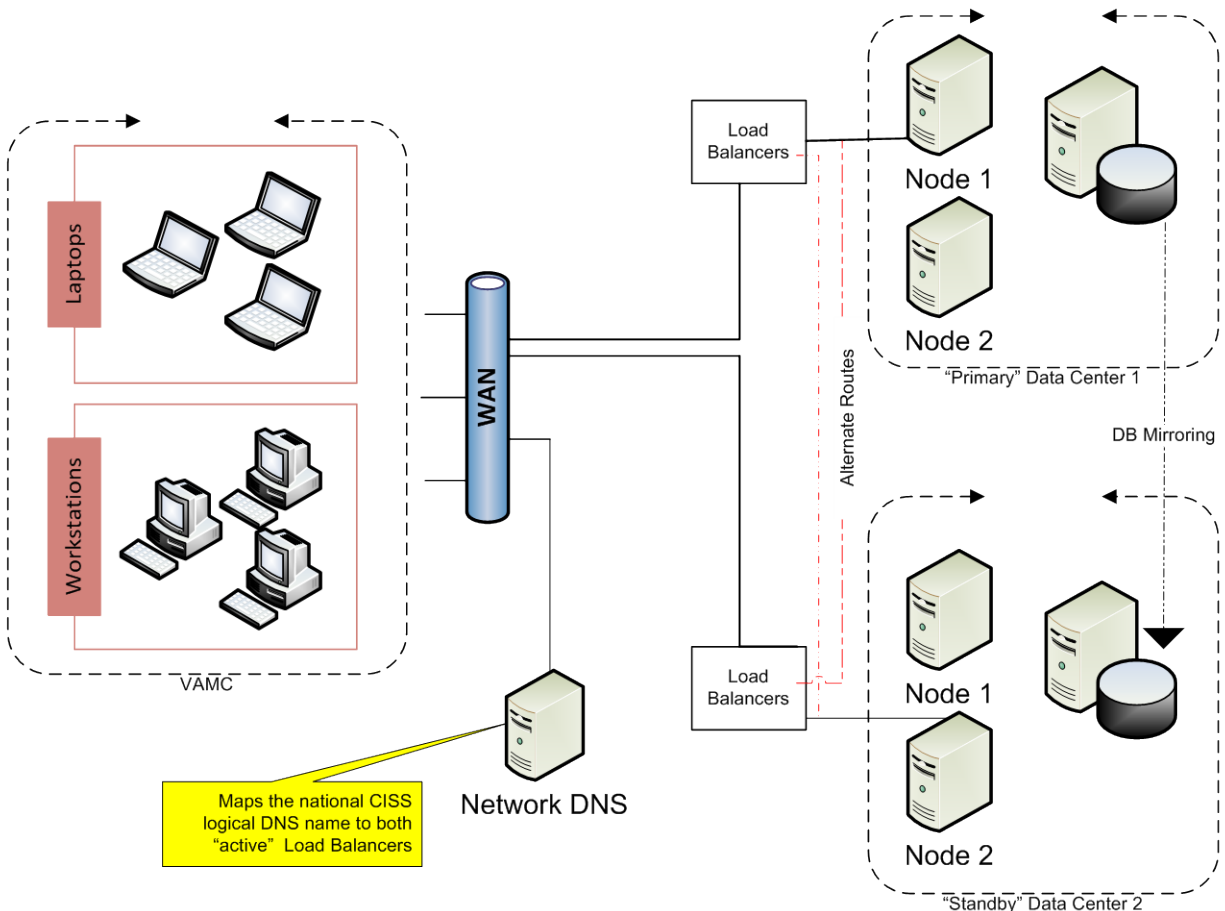 Laptops
Workstations
VAMC
WAN
Maps the national CISS
logical DNS name to both
“active” Load Balancers
Network DNS
Load
Balancers
Load
Balancers
Alternate Routes
Node 1
Node 2
“Primary” Data Center 1
DB Mirroring
Node 1
Node 2
“Standby” Data Center 2